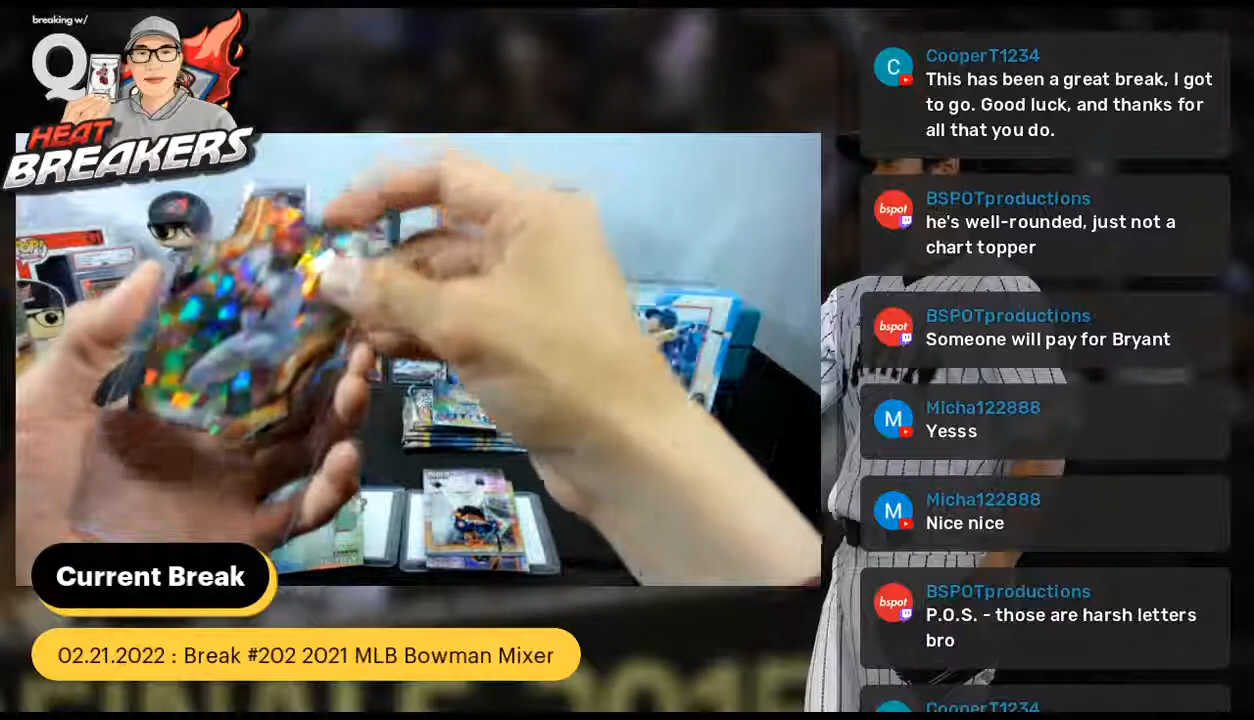 breaking w/
Q
HEAT
BREAKERS
CooperT1234
This has been a great break, I got
to go. Good luck, and thanks for
all that you do.
BSPOTproductions
he's well-rounded, just not a
chart topper
BSPOTproductions
Someone will pay for Bryant
Micha122888
Yesss
Micha122888
Nice nice
BSPOTproductions
P.O.S. - those are harsh letters
bro
CooperT1234
C
bspot
bspot
M
M
bspot
Current Break
02.21.2022 : Break #202 2021 MLB Bowman Mixer